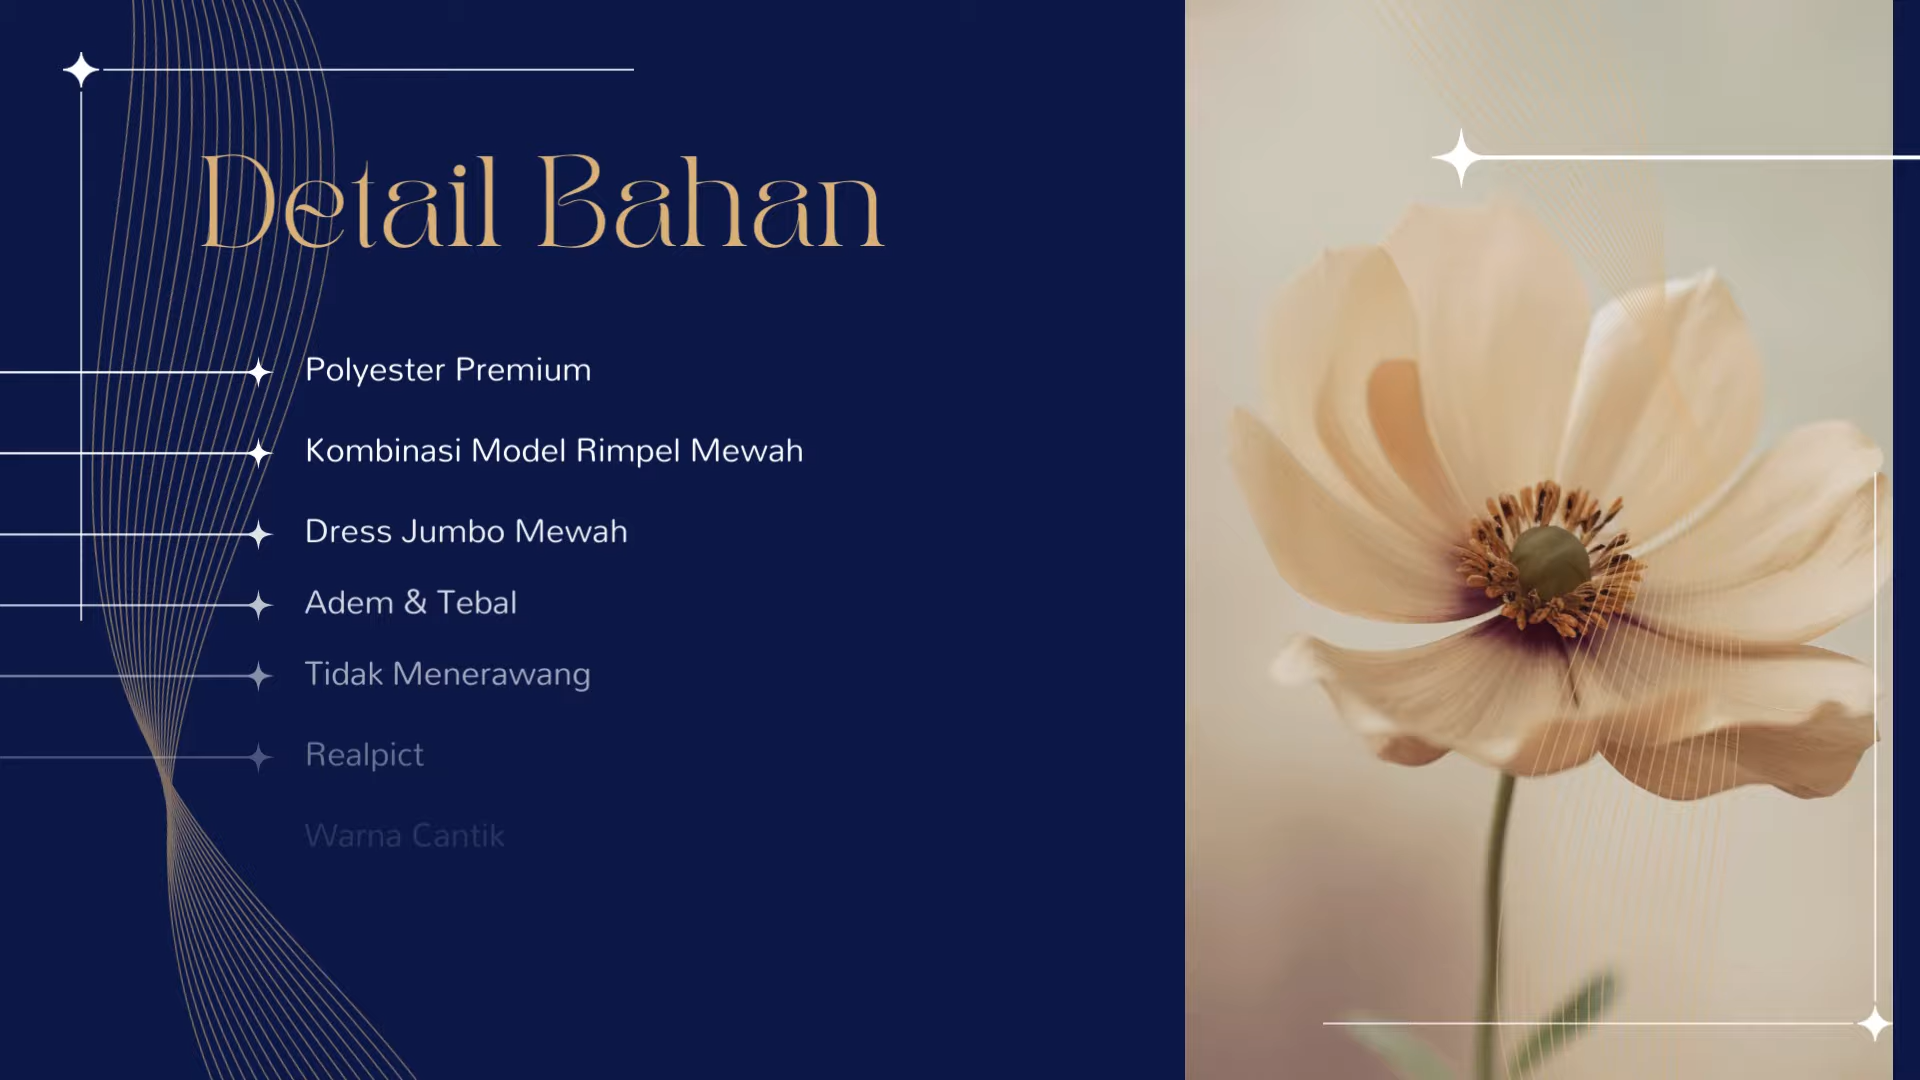 Detail Bahan
Polyester Premium
Kombinasi Model Rimpel Mewah
Dress Jumbo Mewah
Adem & Tebal
Tidak Menerawang
Realpict
Warna Cantik